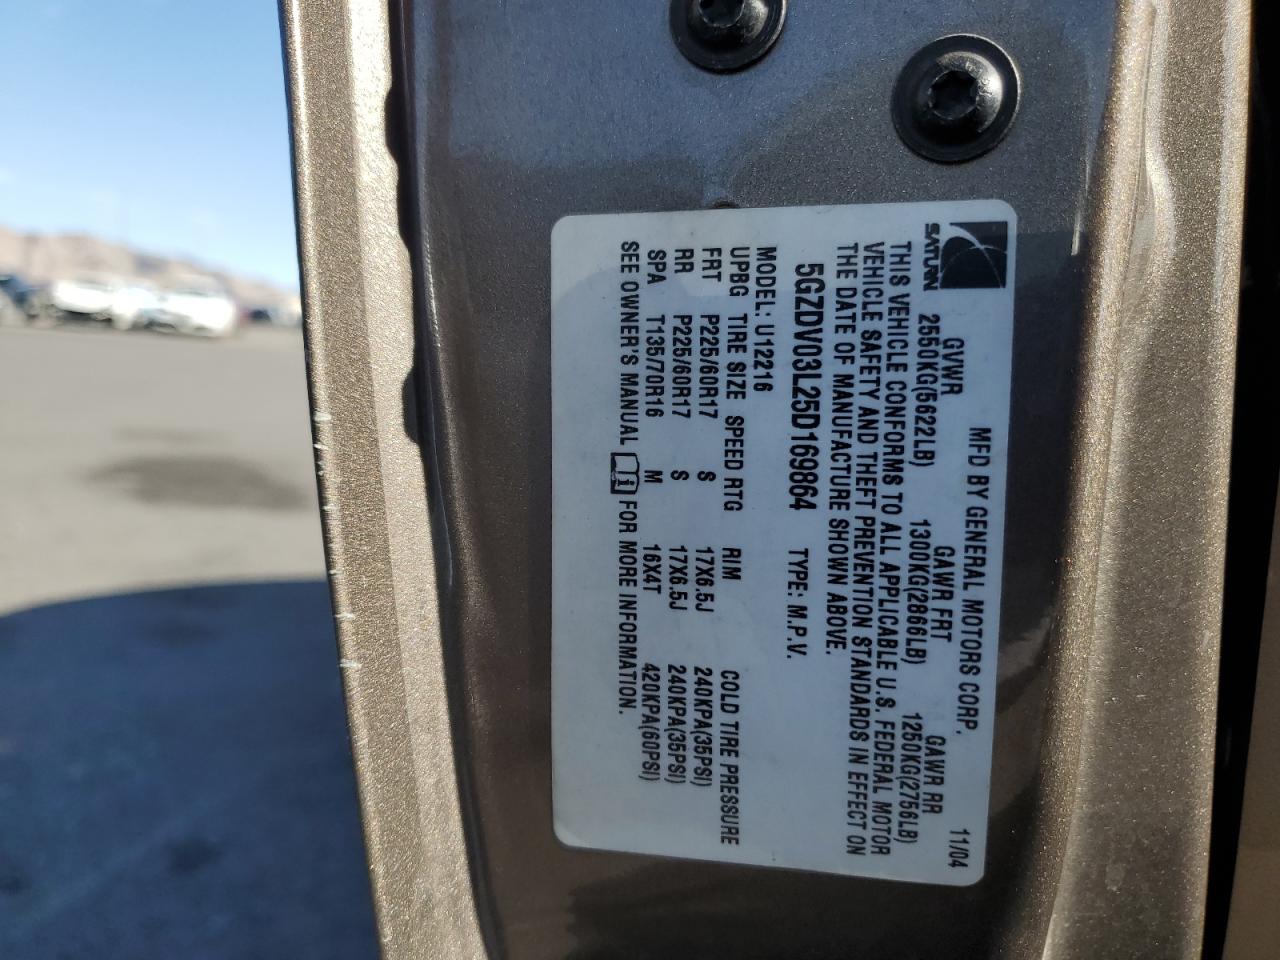 SATURN
MFD BY GENERAL MOTORS CORP. 11/04
GVWR GAWR FRT GAWR RR
2550KG(5622LB) 1300KG(2866LB) 1250KG(2756LB)
THIS VEHICLE CONFORMS TO ALL APPLICABLE U.S. FEDERAL MOTOR
VEHICLE SAFETY AND THEFT PREVENTION STANDARDS IN EFFECT ON
THE DATE OF MANUFACTURE SHOWN ABOVE.
5GZDV03L25D169864 TYPE: M.P.V.
MODEL: U12216
UPBG TIRE SIZE SPEED RTG RIM COLD TIRE PRESSURE
FRT P225/60R17 S 17X6.5J 240KPA(35PSI)
RR P225/60R17 S 17X6.5J 240KPA(35PSI)
SPA T135/70R16 M 16X4T 420KPA(60PSI)
SEE OWNER'S MANUAL FOR MORE INFORMATION.